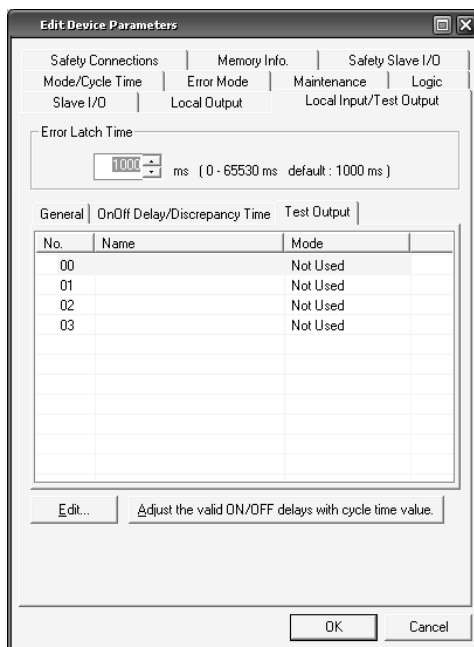 Edit Device Parameters
Safety Connections Memory Info. Safety Slave I/O
Mode/Cycle Time Error Mode Maintenance Logic
Slave I/O Local Output Local Input/Test Output
Error Latch Time
1000 ms ( 0 - 65530 ms default : 1000 ms )
General OnOff Delay/Discrepancy Time Test Output
No. Name Mode
00 Not Used
01 Not Used
02 Not Used
03 Not Used
Edit... Adjust the valid ON/OFF delays with cycle time value.
OK Cancel